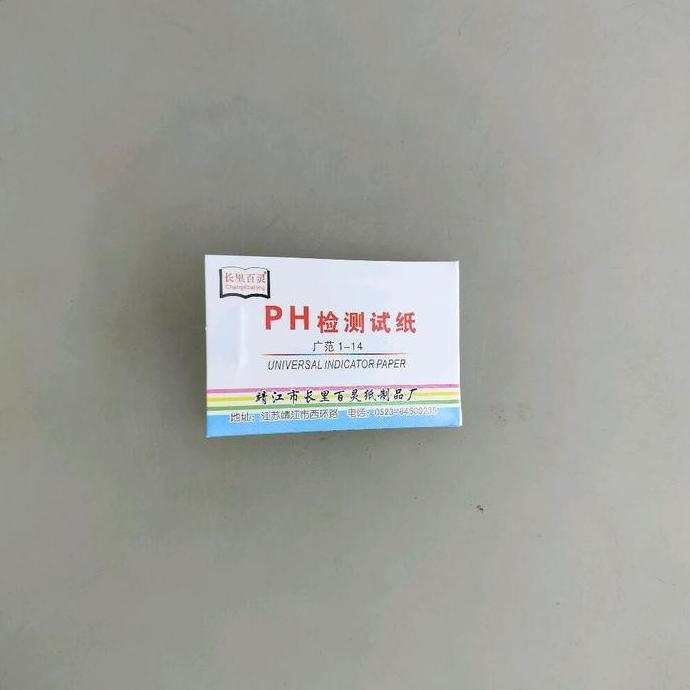 长里百灵
Changlibailing
PH检测试纸
广范 1-14
UNIVERSAL INDICATOR PAPER
靖江市长里百灵纸制品厂
地址：江苏靖江市西环路 电话：0523-84500235